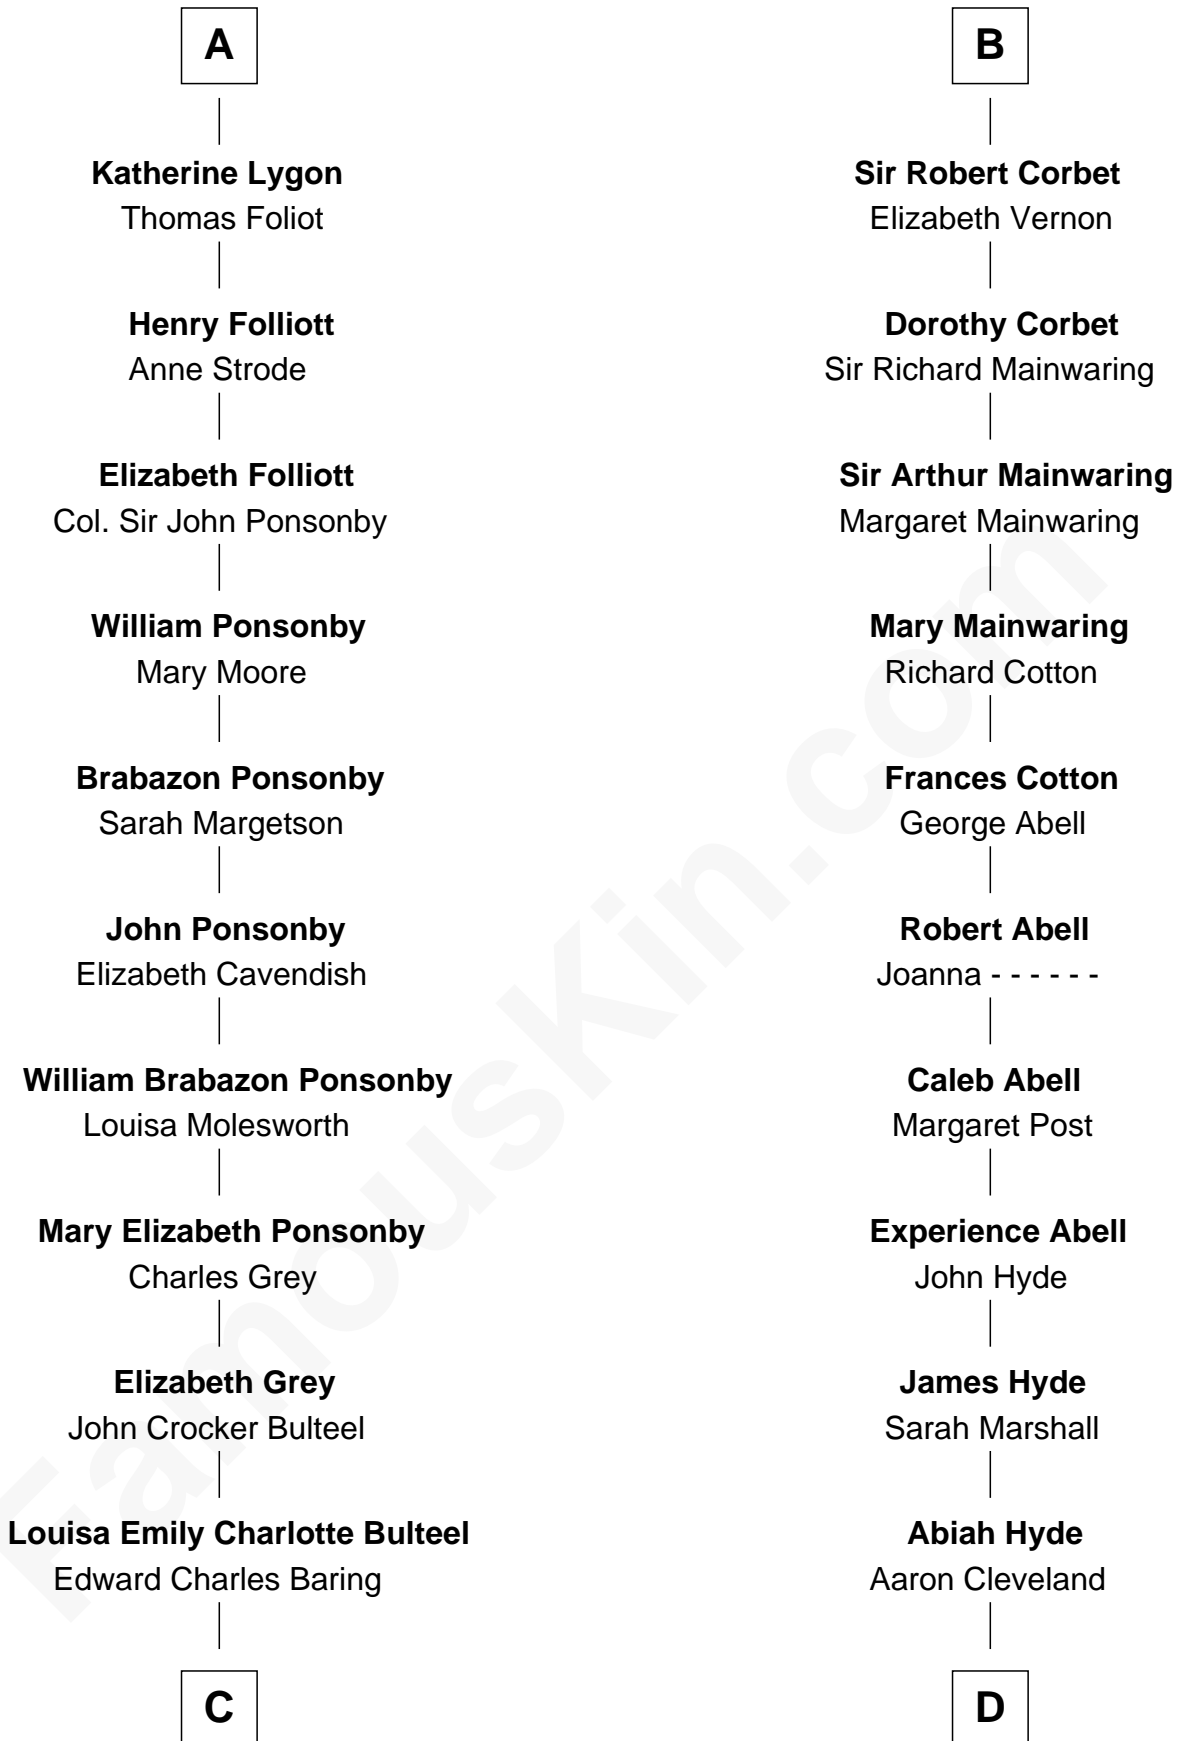 A
Katherine Lygon
Thomas Foliot
Henry Folliott
Anne Strode
Elizabeth Folliott
Col. Sir John Ponsonby
William Ponsonby
Mary Moore
Brabazon Ponsonby
Sarah Margetson
John Ponsonby
Elizabeth Cavendish
William Brabazon Ponsonby
Louisa Molesworth
Mary Elizabeth Ponsonby
Charles Grey
Elizabeth Grey
John Crocker Bulteel
Louisa Emily Charlotte Bulteel
Edward Charles Baring
C
B
Sir Robert Corbet
Elizabeth Vernon
Dorothy Corbet
Sir Richard Mainwaring
Sir Arthur Mainwaring
Margaret Mainwaring
Mary Mainwaring
Richard Cotton
Frances Cotton
George Abell
Robert Abell
Joanna - - - - - -
Caleb Abell
Margaret Post
Experience Abell
John Hyde
James Hyde
Sarah Marshall
Abiah Hyde
Aaron Cleveland
D
FamousKin.com